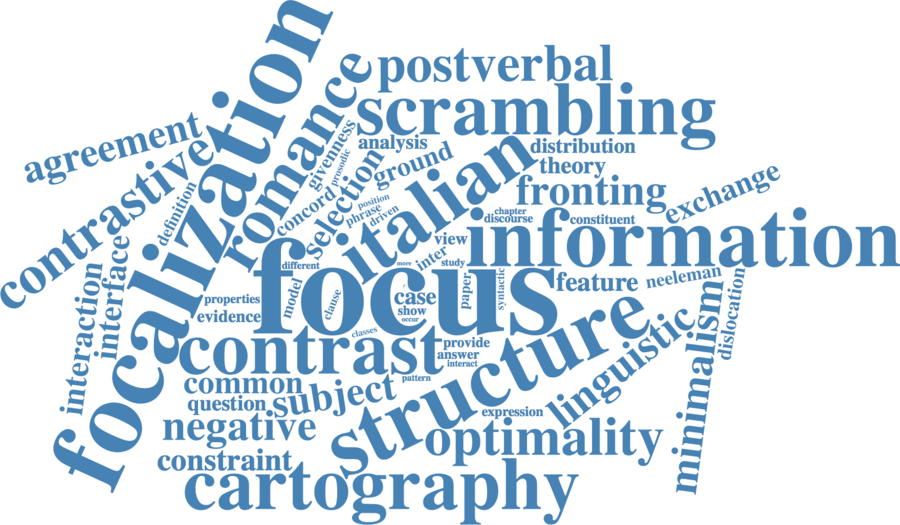 focalization
postverbal
romance
scrambling
agreement
contrastive
givenness
prosodic
analysis
distribution
theory
ground
selection
concord
definition
italian
fronting
exchange
position
phrase
driven
chapter
discourse
constituent
information
view
inter
study
more
focus
different
interface
interaction
model
clause
properties
evidence
case
show
occur
classes
paper
syntactic
feature
neeleman
dislocation
minimalism
contrast
provide
answer
interact
pattern
structure
linguistic
common
question
subject
expression
negative
optimality
constraint
cartography